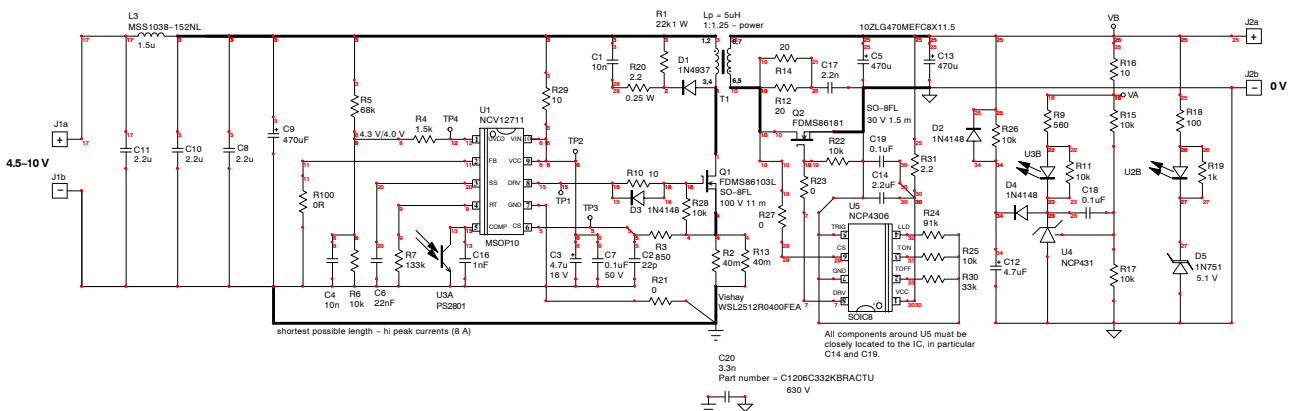 L3
MSS1038-152NL
1.5u
J1a
+
4.5–10 V
J1b
−
C11
2.2u
C10
2.2u
C8
2.2u
C9
470uF
R5
68k
4.3 V/4.0 V
R4
1.5k
TP4
R100
0R
C4
10n
R6
10k
C6
22nF
R7
133k
U3A
PS2801
C16
1nF
U1
NCV12711
UVLO
VIN
FB
VCC
SS
DRV
RT
GND
COMP
CS
MSOP10
R29
10
TP2
TP1
TP3
C3
4.7u
16 V
C7
0.1uF
50 V
C2
22p
R3
850
R21
0
R10
10
D3
1N4148
R28
10k
Q1
FDMS86103L
SO-8FL
100 V 11 m
R2
40m
R13
40m
Vishay
WSL2512R0400FEA
shortest possible length – hi peak currents (8 A)
C1
10n
R20
2.2
0.25 W
R1
22k1 W
D1
1N4937
Lp = 5uH
1:1.25 – power
1,2
3,4
6,7
6,5
T1
20
R14
R12
20
C17
2.2n
Q2
FDMS86181
SO-8FL
30 V 1.5 m
10ZLG470MEFC8X11.5
C5
470u
C13
470u
R22
10k
C19
0.1uF
C14
2.2uF
R23
0
R27
0
R31
2.2
U5
NCP4306
TRIG
LLD
CS
TON
GND
TOFF
DRV
VCC
SOIC8
R24
91k
R25
10k
R30
33k
All components around U5 must be
closely located to the IC, in particular
C14 and C19.
C20
3.3n
Part number = C1206C332KBRACTU
630 V
D2
1N4148
R26
10k
C12
4.7uF
D4
1N4148
R9
560
U3B
R11
10k
C18
0.1uF
U4
NCP431
VB
R16
10
VA
R15
10k
R17
10k
R18
100
U2B
R19
1k
D5
1N751
5.1 V
J2a
+
J2b
−
0 V